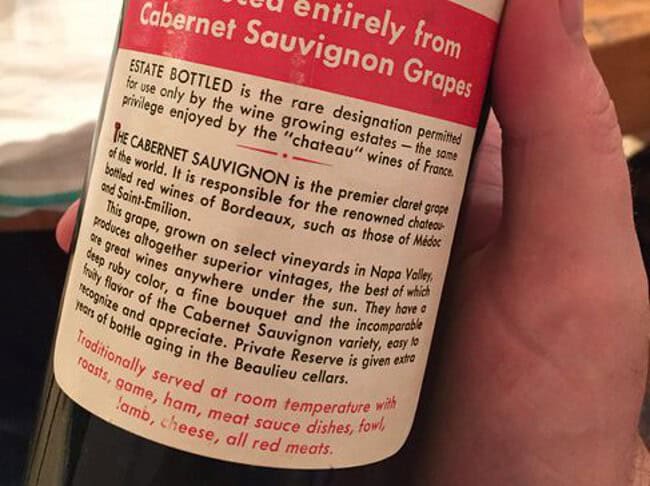 entirely from
Cabernet Sauvignon Grapes
ESTATE BOTTLED is the rare designation permitted
for use only by the wine growing estates — the same
privilege enjoyed by the "chateau" wines of France.
THE CABERNET SAUVIGNON is the premier claret grape
of the world. It is responsible for the renowned chateau-
bottled red wines of Bordeaux, such as those of Médoc
and Saint-Emilion.
This grape, grown on select vineyards in Napa Valley,
produces altogether superior vintages, the best of which
are great wines anywhere under the sun. They have a
deep ruby color, a fine bouquet and the incomparable
fruity flavor of the Cabernet Sauvignon variety, easy to
recognize and appreciate. Private Reserve is given extra
years of bottle aging in the Beaulieu cellars.
Traditionally served at room temperature with
roasts, game, ham, meat sauce dishes, fowl,
lamb, cheese, all red meats.